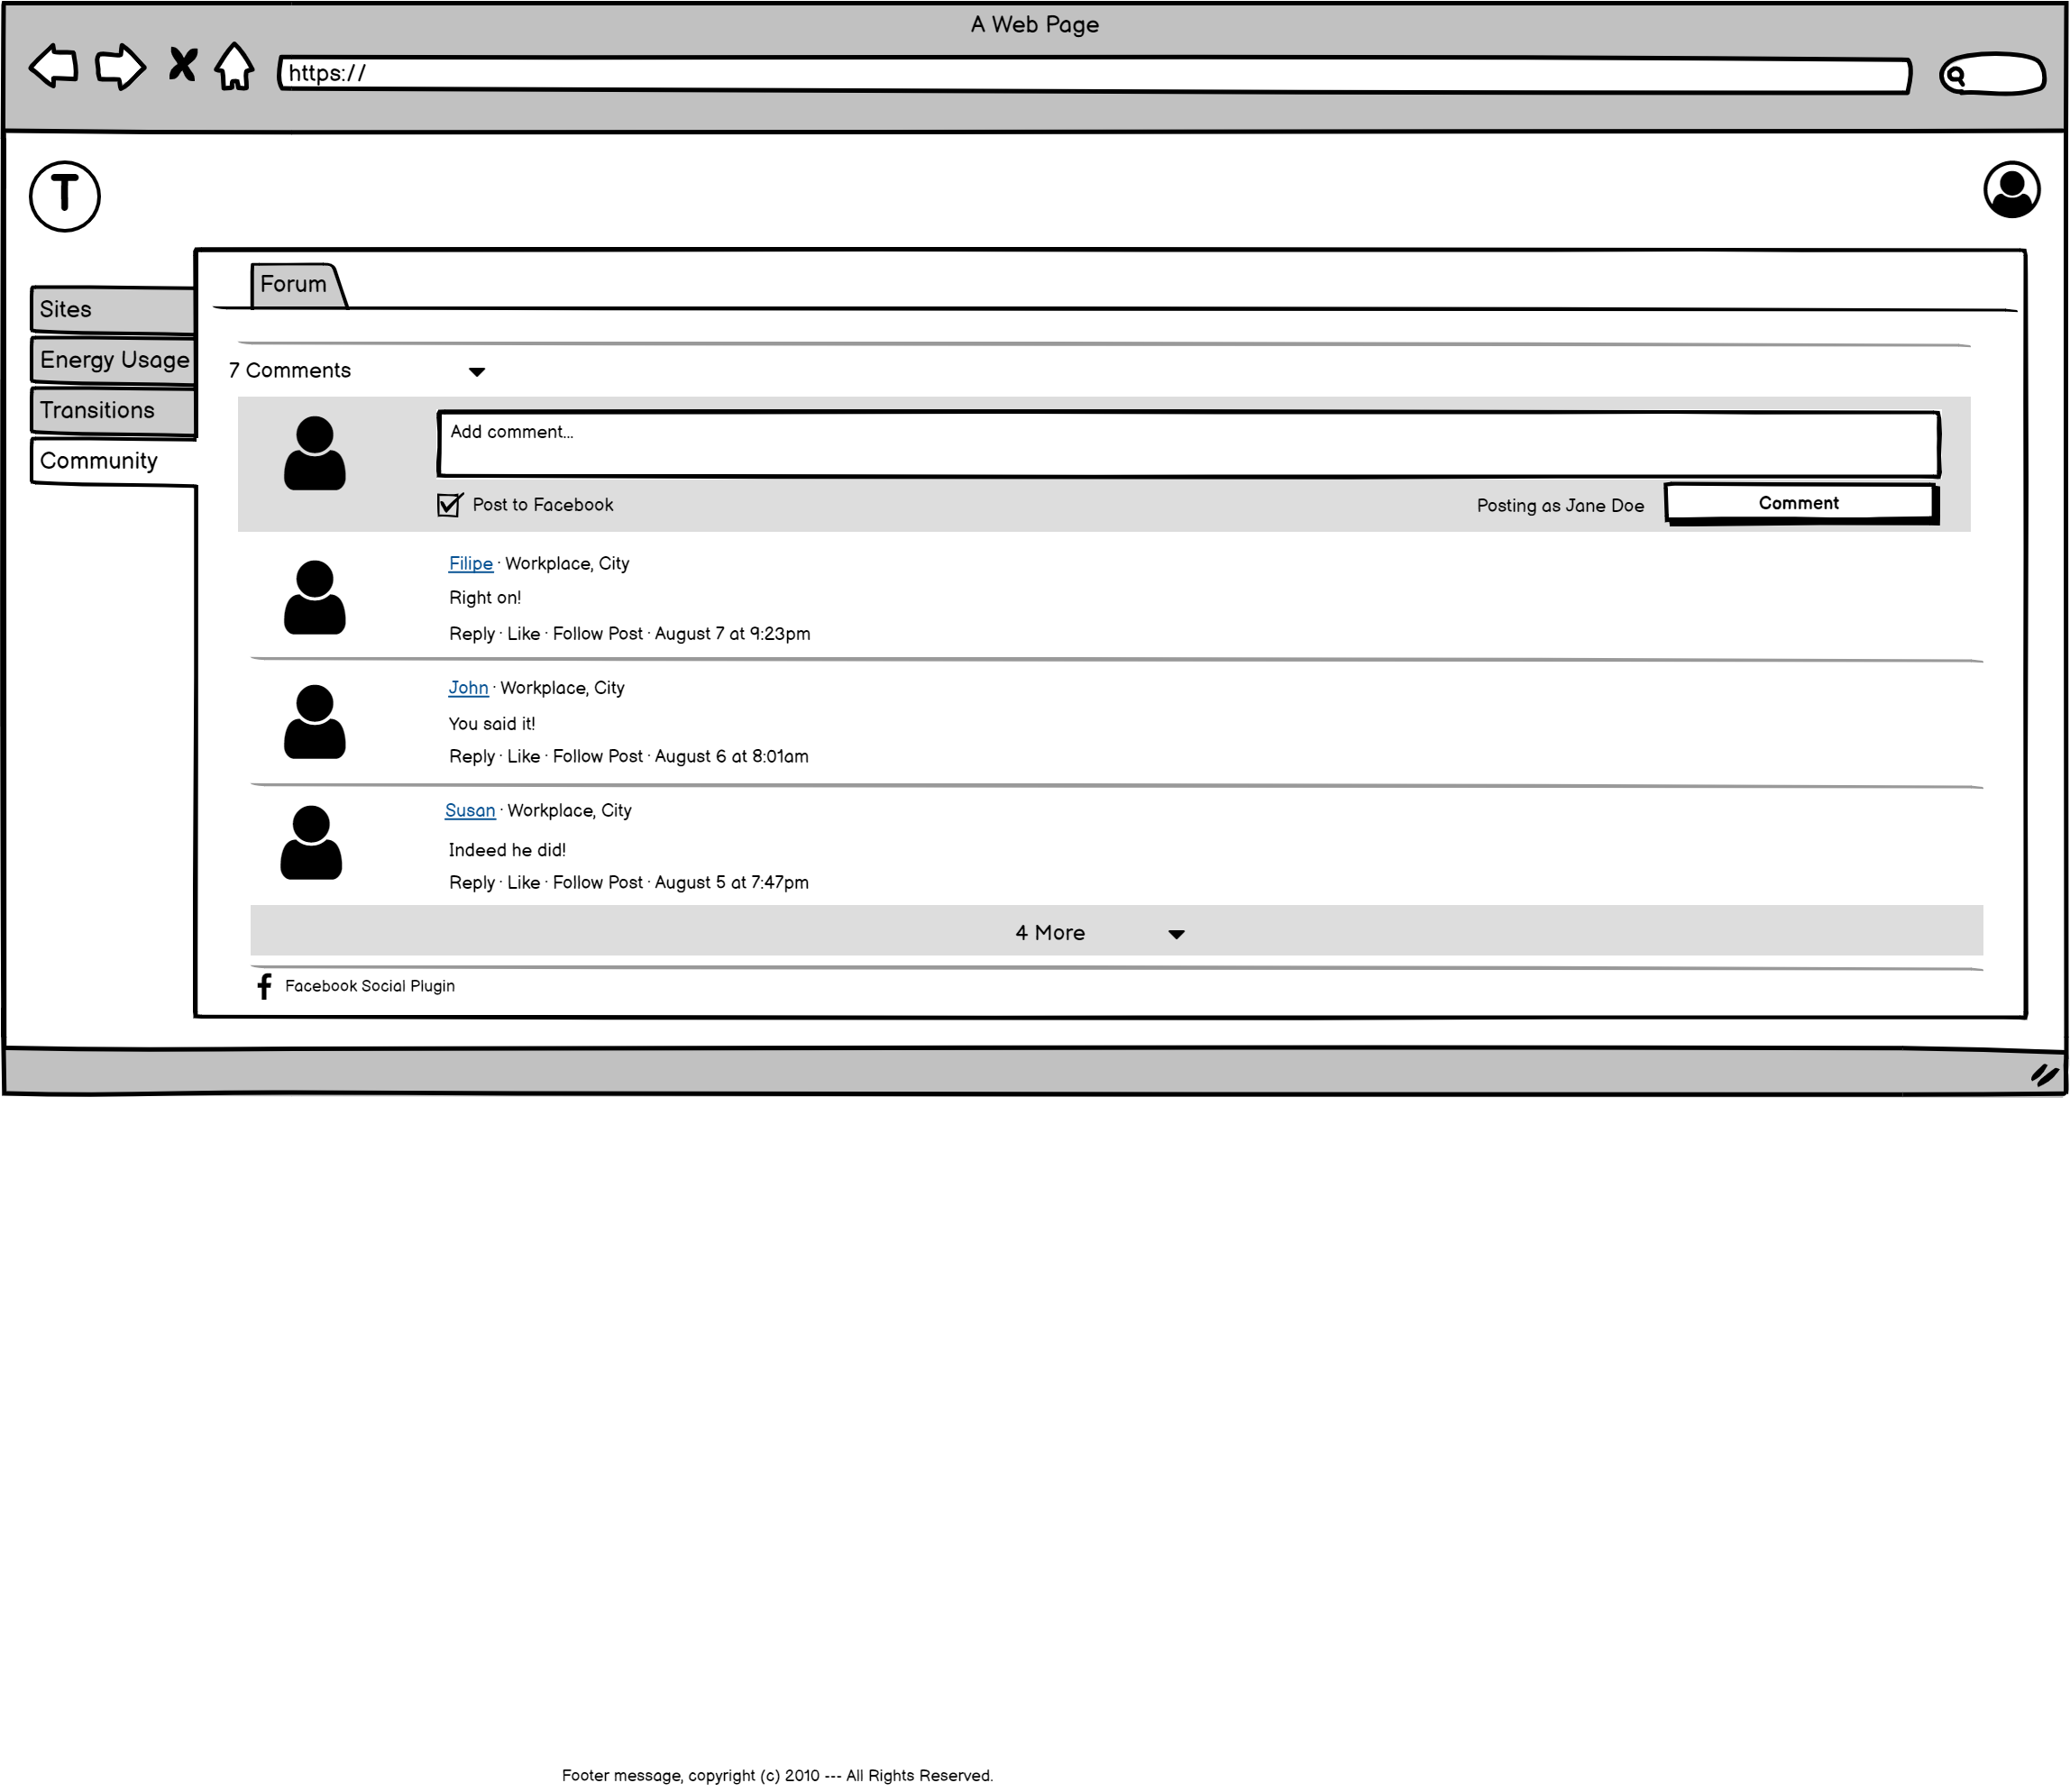 A Web Page
https://
T
Forum
Sites
Energy Usage
Transitions
Community
7 Comments
Add comment...
Post to Facebook
Posting as Jane Doe
Comment
Filipe · Workplace, City
Right on!
Reply · Like · Follow Post · August 7 at 9:23pm
John · Workplace, City
You said it!
Reply · Like · Follow Post · August 6 at 8:01am
Susan · Workplace, City
Indeed he did!
Reply · Like · Follow Post · August 5 at 7:47pm
4 More
f Facebook Social Plugin
Footer message, copyright (c) 2010 --- All Rights Reserved.